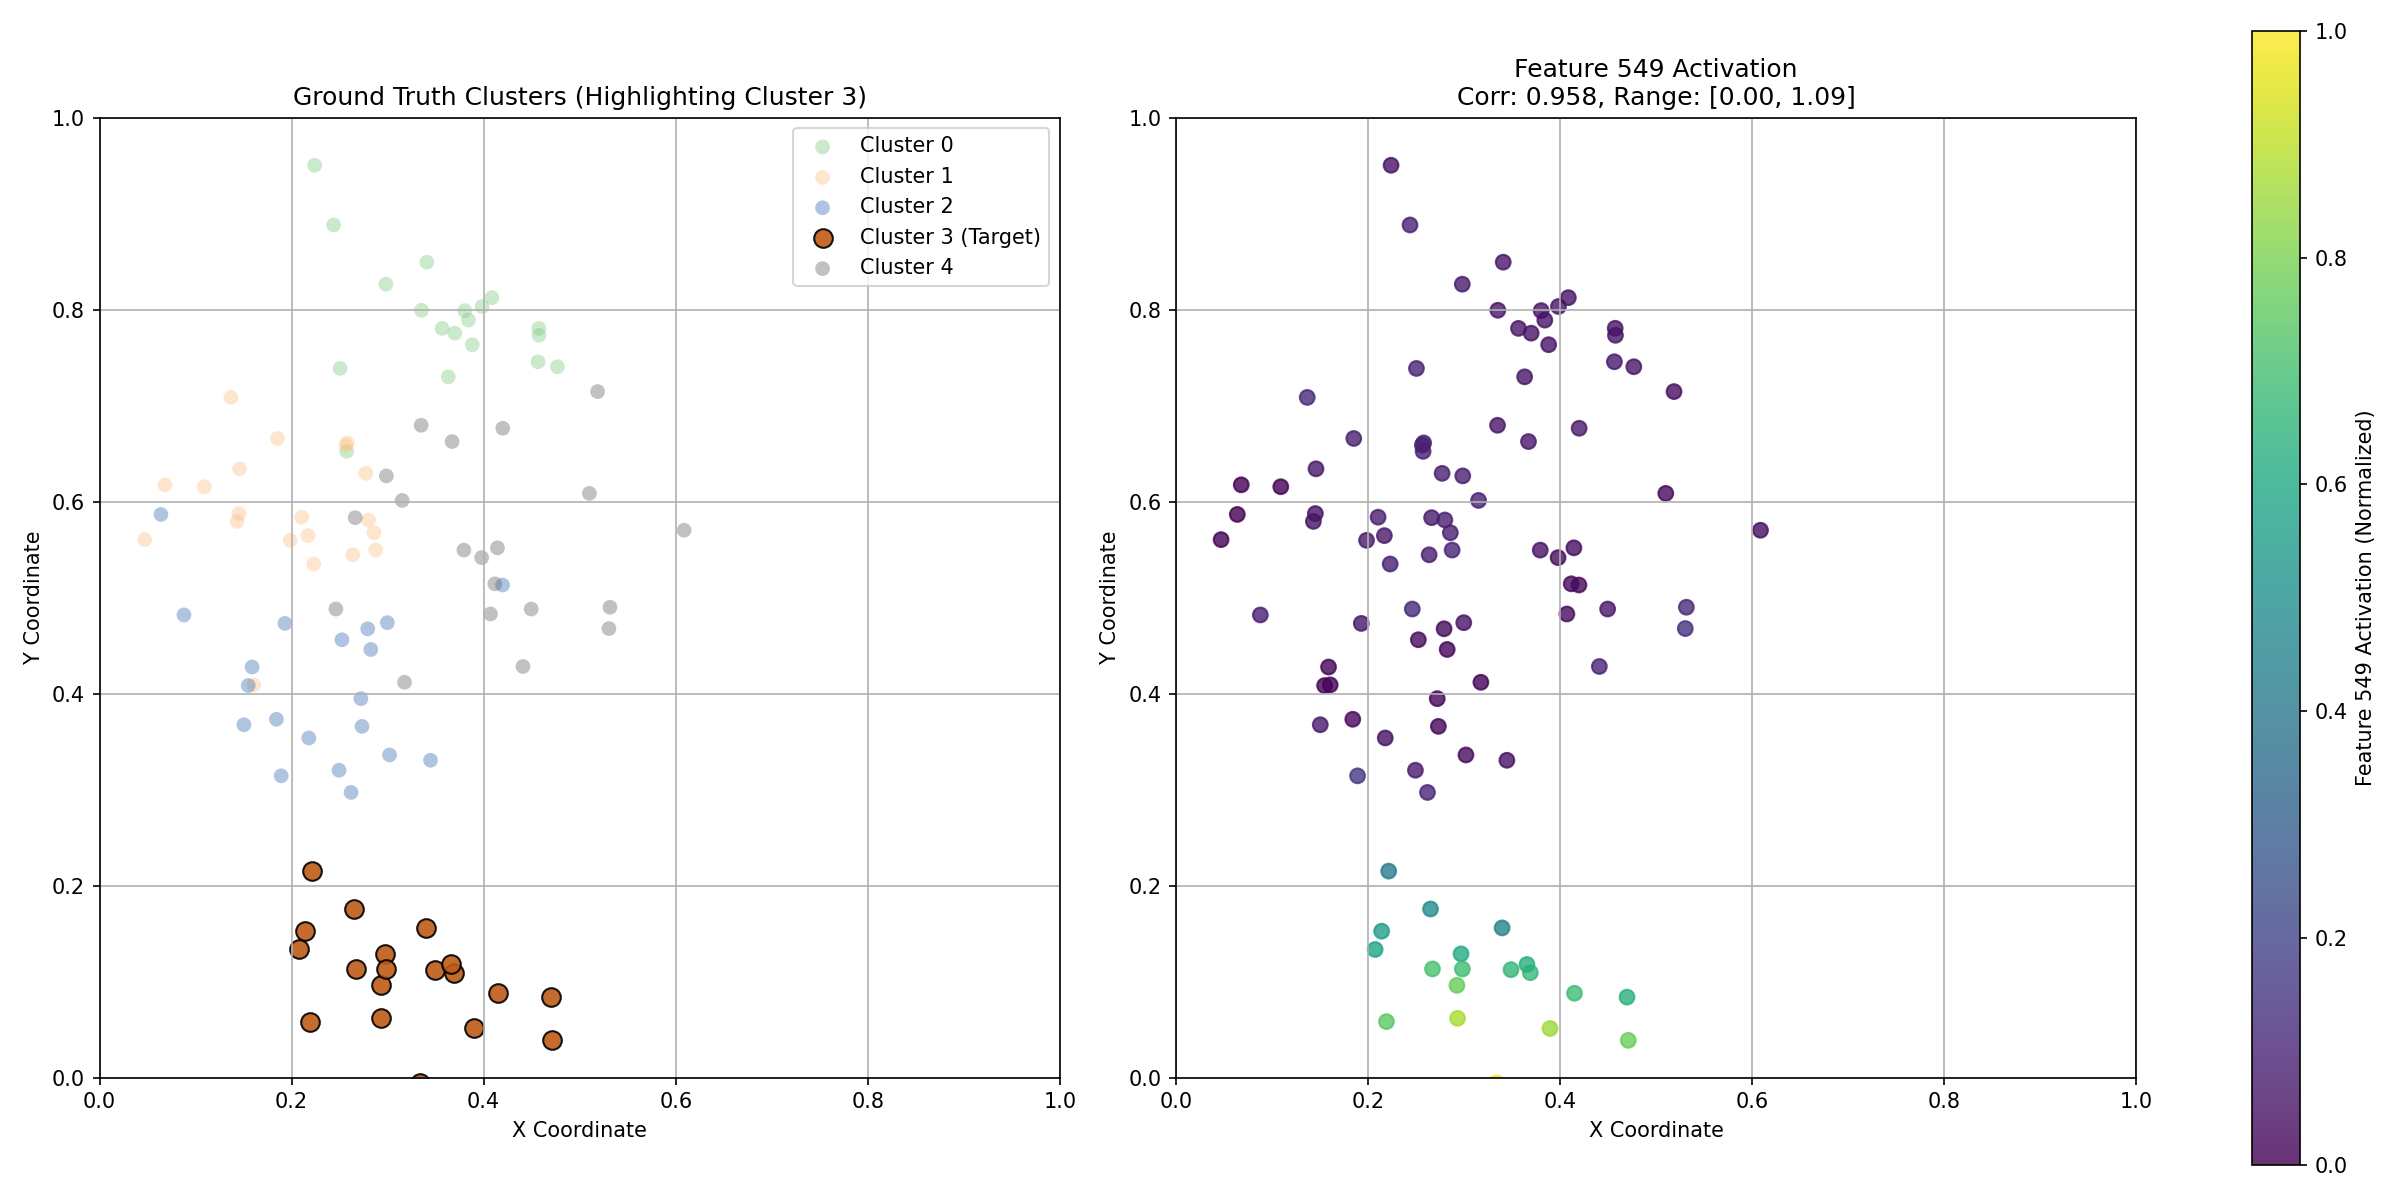 Ground Truth Clusters (Highlighting Cluster 3)
1.0
0.8
0.6
0.4
0.2
0.0
Y Coordinate
0.0 0.2 0.4 0.6 0.8 1.0
X Coordinate
Cluster 0
Cluster 1
Cluster 2
Cluster 3 (Target)
Cluster 4
Feature 549 Activation
Corr: 0.958, Range: [0.00, 1.09]
1.0
0.8
0.6
0.4
0.2
0.0
Y Coordinate
0.0 0.2 0.4 0.6 0.8 1.0
X Coordinate
1.0
0.8
0.6
0.4
0.2
0.0
Feature 549 Activation (Normalized)